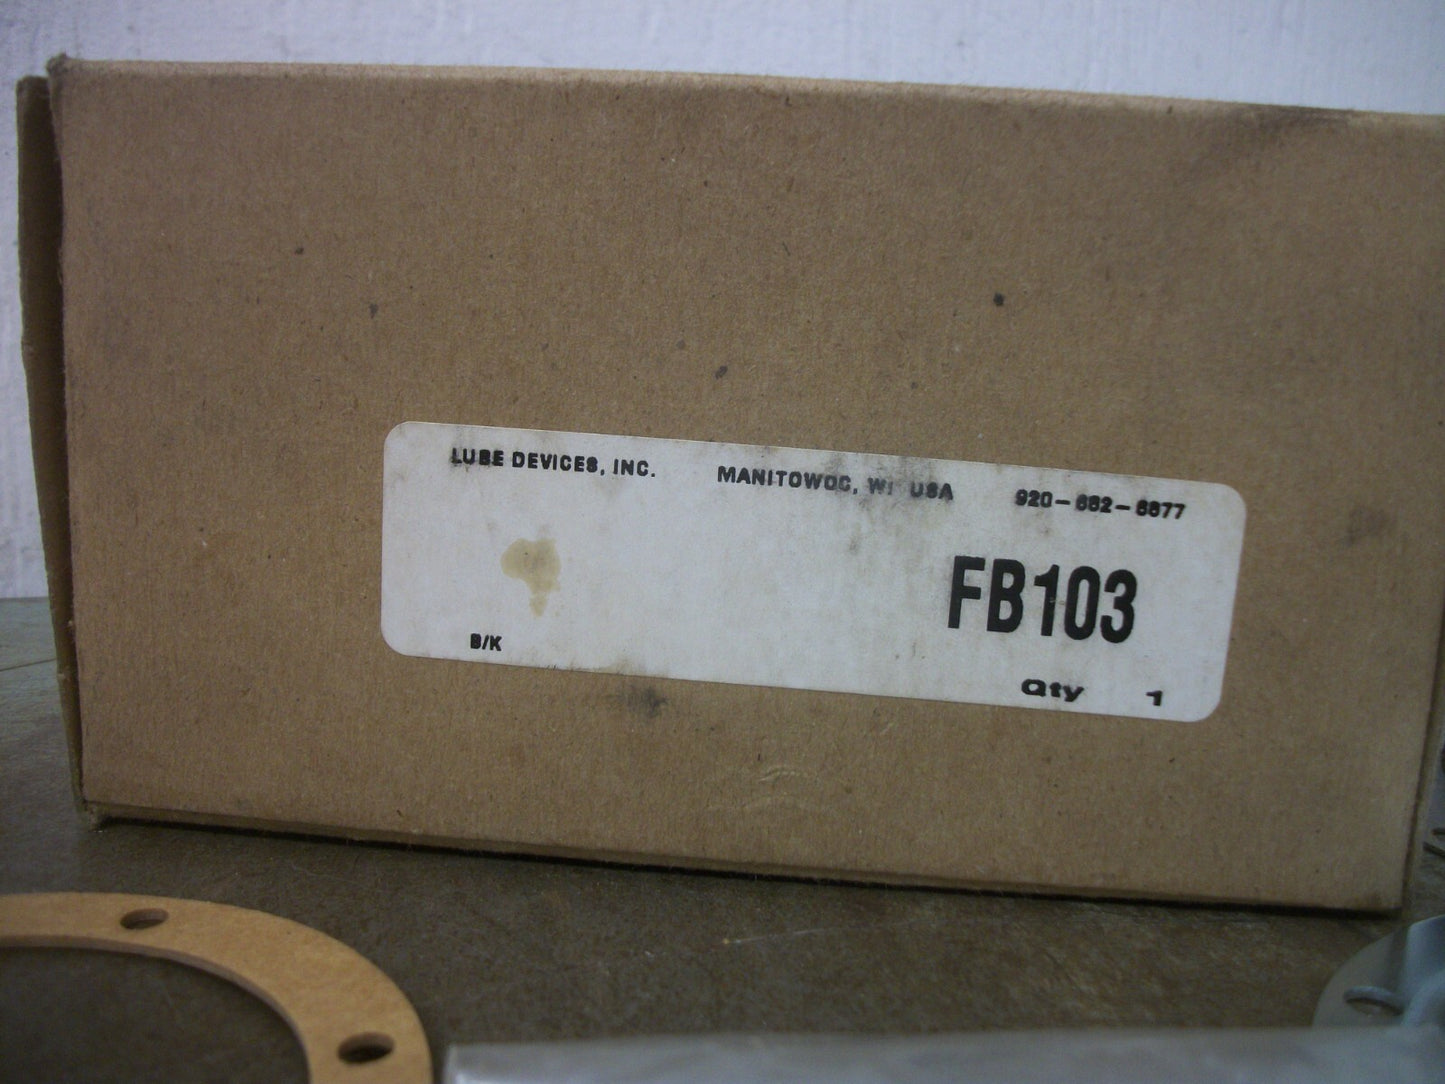 LUBE DEVICES, INC. MANITOWOC, WI USA 920-682-6877
FB103
B/K
Qty 1